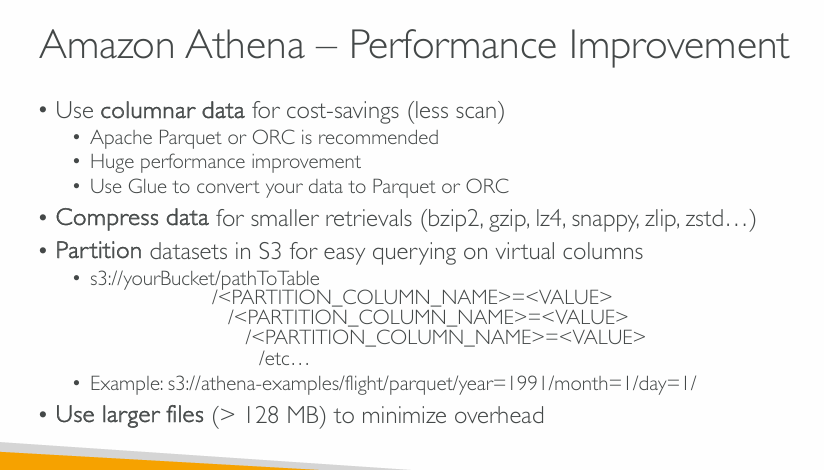 Amazon Athena – Performance Improvement
• Use columnar data for cost-savings (less scan)
• Apache Parquet or ORC is recommended
• Huge performance improvement
• Use Glue to convert your data to Parquet or ORC
• Compress data for smaller retrievals (bzip2, gzip, lz4, snappy, zlip, zstd…)
• Partition datasets in S3 for easy querying on virtual columns
• s3://yourBucket/pathToTable
/<PARTITION_COLUMN_NAME>=<VALUE>
/<PARTITION_COLUMN_NAME>=<VALUE>
/<PARTITION_COLUMN_NAME>=<VALUE>
/etc…
• Example: s3://athena-examples/flight/parquet/year=1991/month=1/day=1/
• Use larger files (> 128 MB) to minimize overhead